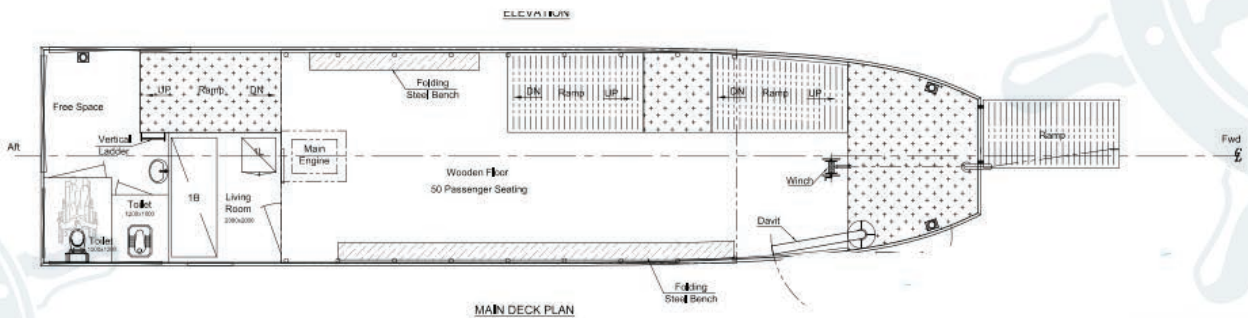 ELEVATION
Free Space
UP Ramp DN
Folding
Steel Bench
DN Ramp UP
DN Ramp UP
Ramp
Aft
Fwd
Vertical
Ladder
Main
Engine
Wooden Floor
50 Passenger Seating
Winch
1B
Living
Room
Toilet
Toilet
Davit
Folding
Steel Bench
MAIN DECK PLAN